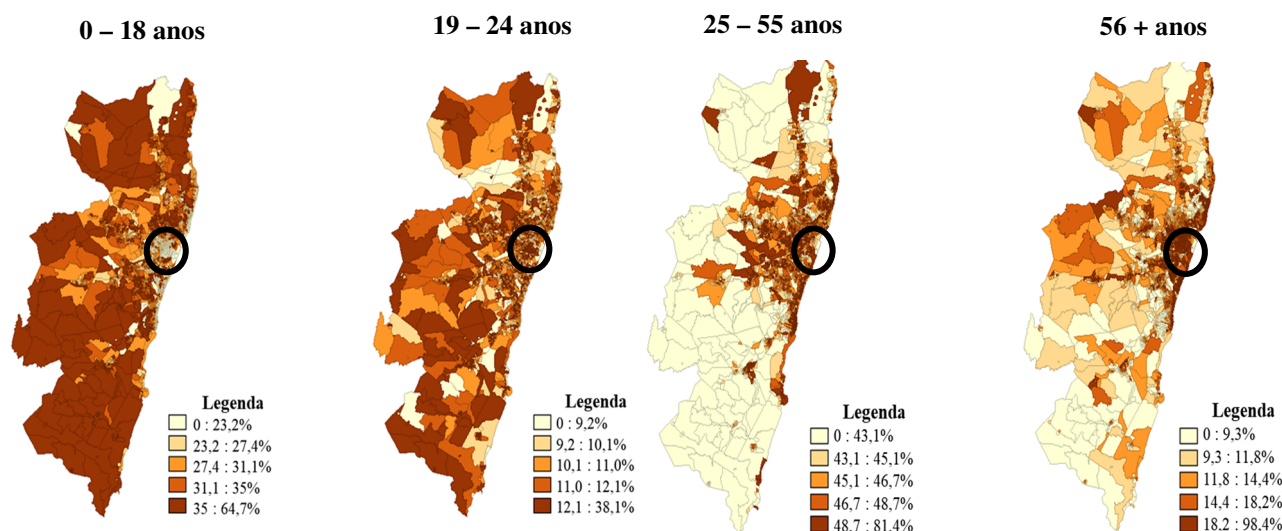 0 – 18 anos
19 – 24 anos
25 – 55 anos
56 + anos
Legenda
0 : 23,2%
23,2 : 27,4%
27,4 : 31,1%
31,1 : 35%
35 : 64,7%
Legenda
0 : 9,2%
9,2 : 10,1%
10,1 : 11,0%
11,0 : 12,1%
12,1 : 38,1%
Legenda
0 : 43,1%
43,1 : 45,1%
45,1 : 46,7%
46,7 : 48,7%
48,7 : 81,4%
Legenda
0 : 9,3%
9,3 : 11,8%
11,8 : 14,4%
14,4 : 18,2%
18,2 : 98,4%